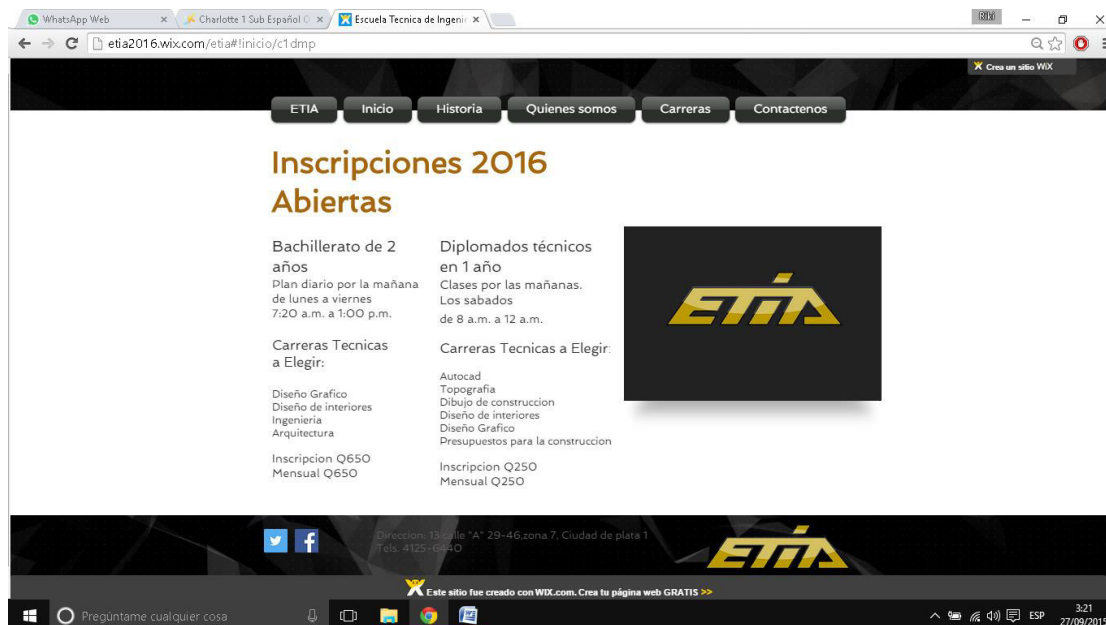 WhatsApp Web
Charlotte 1 Sub Español O
Escuela Tecnica de Ingeni
Riki
etia2016.wix.com/etia#!inicio/c1dmp
Crea un sitio WiX
ETIA
Inicio
Historia
Quienes somos
Carreras
Contactenos
Inscripciones 2016
Abiertas
Bachillerato de 2
años
Plan diario por la mañana
de lunes a viernes
7:20 a.m. a 1:00 p.m.
Carreras Tecnicas
a Elegir:
Diseño Grafico
Diseño de interiores
Ingenieria
Arquitectura
Inscripcion Q650
Mensual Q650
Diplomados técnicos
en 1 año
Clases por las mañanas.
Los sabados
de 8 a.m. a 12 a.m.
Carreras Tecnicas a Elegir:
Autocad
Topografia
Dibujo de construccion
Diseño de interiores
Diseño Grafico
Presupuestos para la construccion
Inscripcion Q250
Mensual Q250
ETIA
Direccion: 13 calle "A" 29-46,zona 7, Ciudad de plata 1
Tels. 4125-6440
ETIA
Este sitio fue creado con WIX.com. Crea tu página web GRATIS >>
Pregúntame cualquier cosa
ESP
3:21
27/09/2015